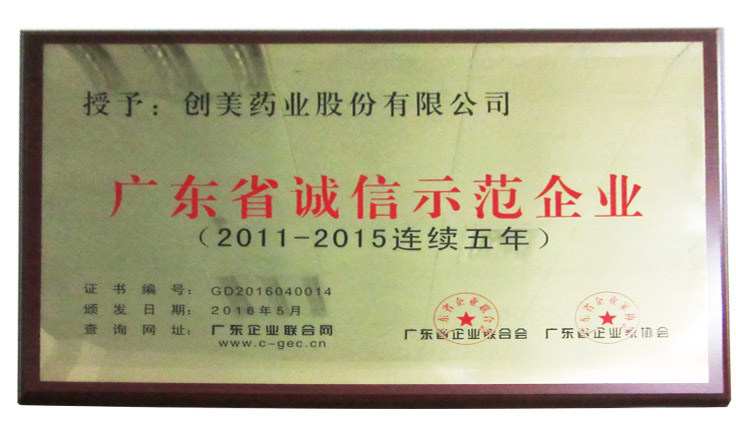 授予：创美药业股份有限公司
广东省诚信示范企业
（2011-2015连续五年）
证书编号：GD2016040014
颁发日期：2016年5月
查询网址：广东企业联合网
www.c-gec.cn
广东省企业联合会 广东省企业家协会